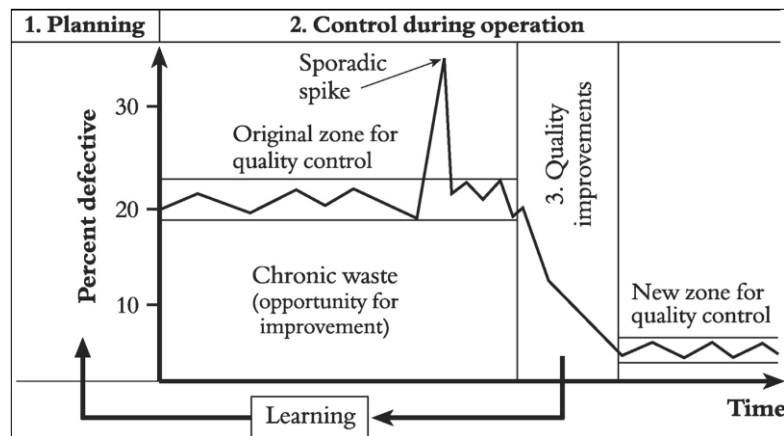 1. Planning
2. Control during operation
Sporadic
spike
30
Original zone for
quality control
3. Quality
improvements
Percent defective
20
Chronic waste
(opportunity for
improvement)
10
New zone for
quality control
Learning
Time